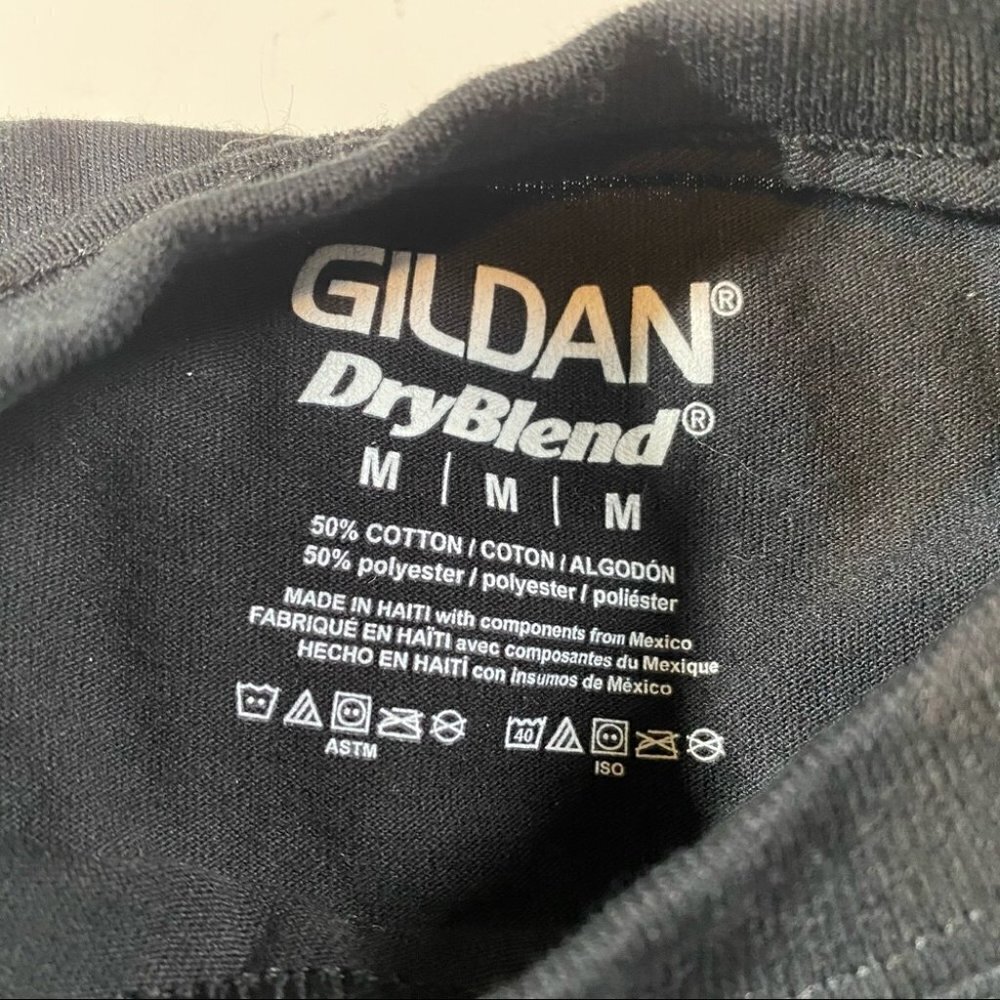 GILDAN®
DryBlend®
M | M | M
50% COTTON / COTON / ALGODÓN
50% polyester / polyester / poliéster
MADE IN HAITI with components from Mexico
FABRIQUÉ EN HAÏTI avec composantes du Mexique
HECHO EN HAITÍ con insumos de México
40
ASTM
ISO